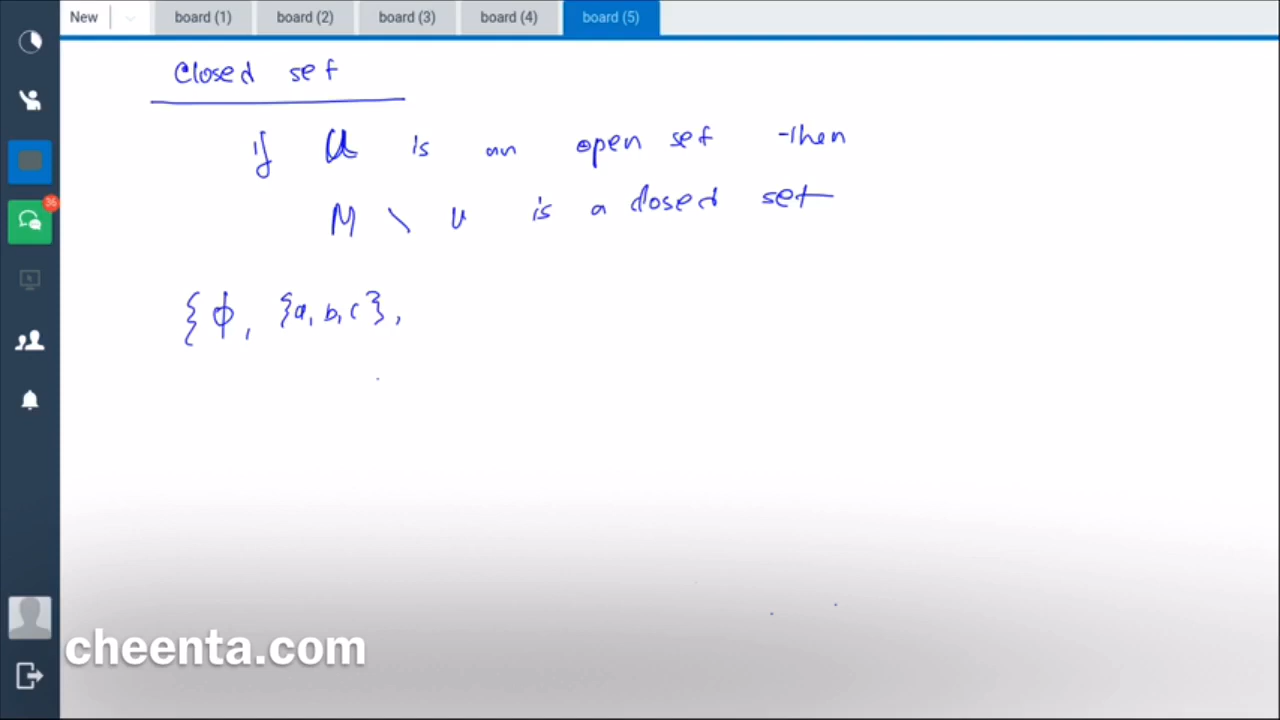 New board (1) board (2) board (3) board (4) board (5)
Closed set
if U is an open set then
M \ U is a closed set
36
{ϕ, {a, b, c},
cheenta.com